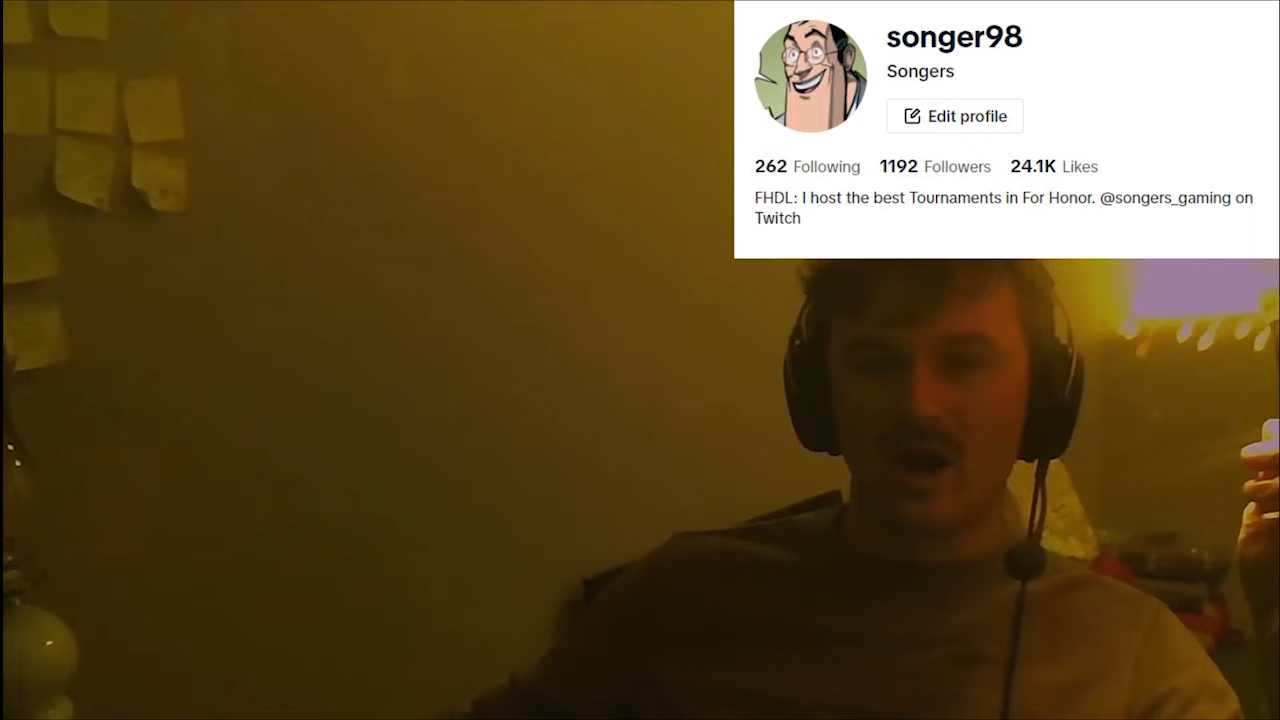 songer98
Songers
Edit profile
262 Following 1192 Followers 24.1K Likes
FHDL: I host the best Tournaments in For Honor. @songers_gaming on
Twitch